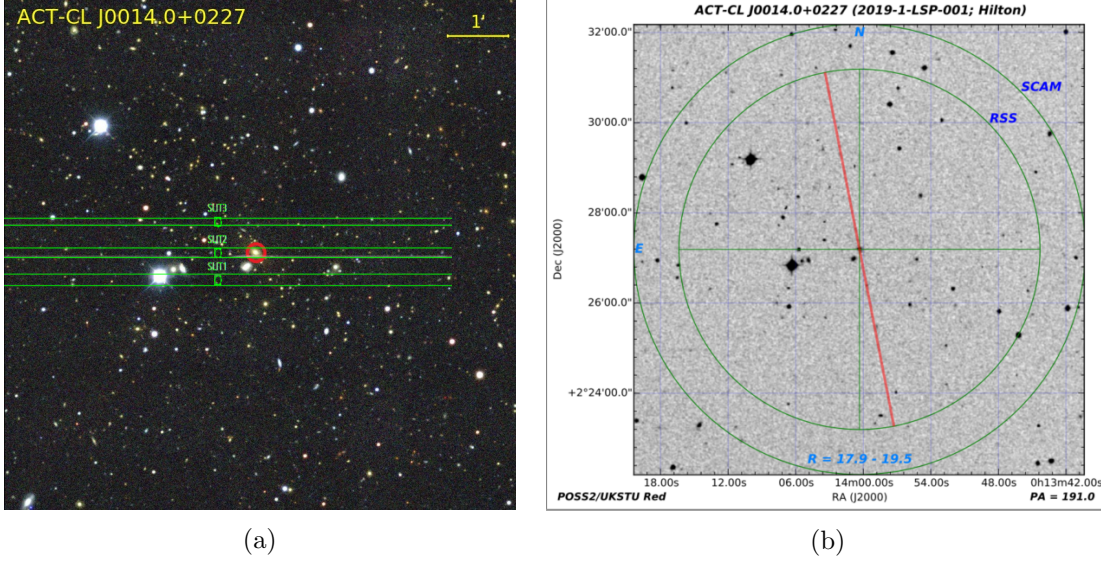 ACT-CL J0014.0+0227
1'
SLIT3
SLIT2
SLIT1
(a)
ACT-CL J0014.0+0227 (2019-1-LSP-001; Hilton)
32'00.0"
30'00.0"
28'00.0"
26'00.0"
+2°24'00.0"
Dec (J2000)
N
E
SCAM
RSS
R = 17.9 - 19.5
18.00s
12.00s
06.00s
14m00.00s
54.00s
48.00s
0h13m42.00s
POSS2/UKSTU Red
RA (J2000)
PA = 191.0
(b)